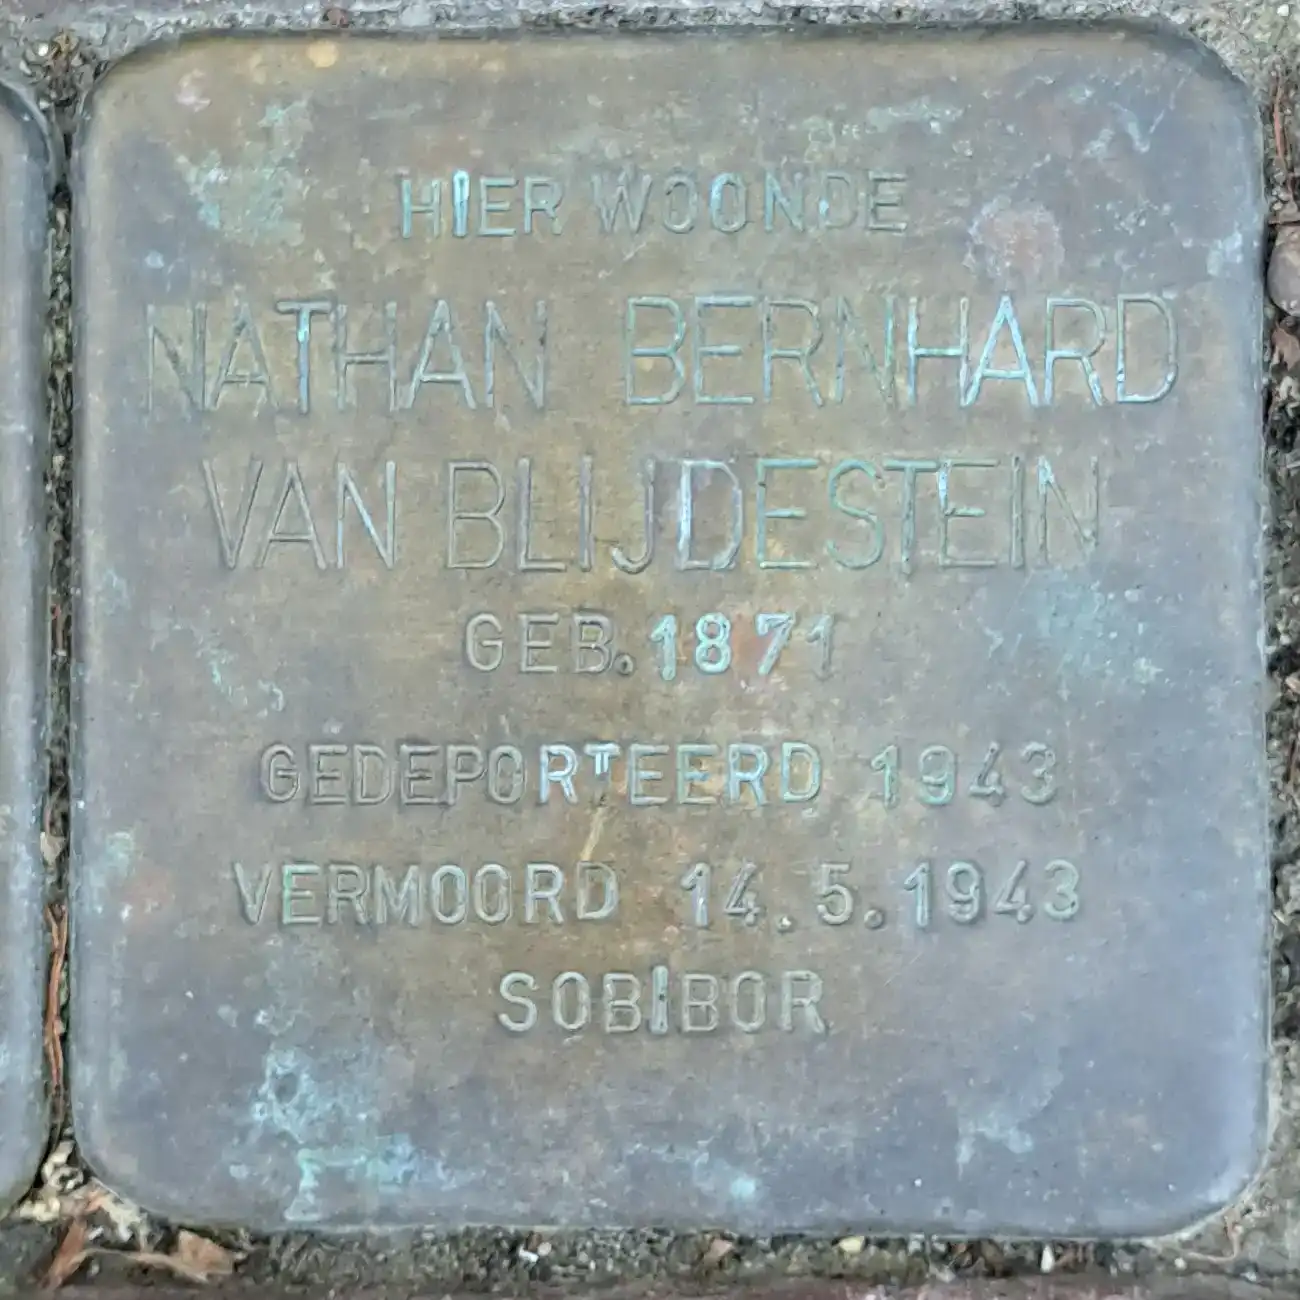 HIER WOONDE
NATHAN BERNHARD
VAN BLIJDESTEIN
GEB. 1871
GEDEPORTEERD 1943
VERMOORD 14.5.1943
SOBIBOR